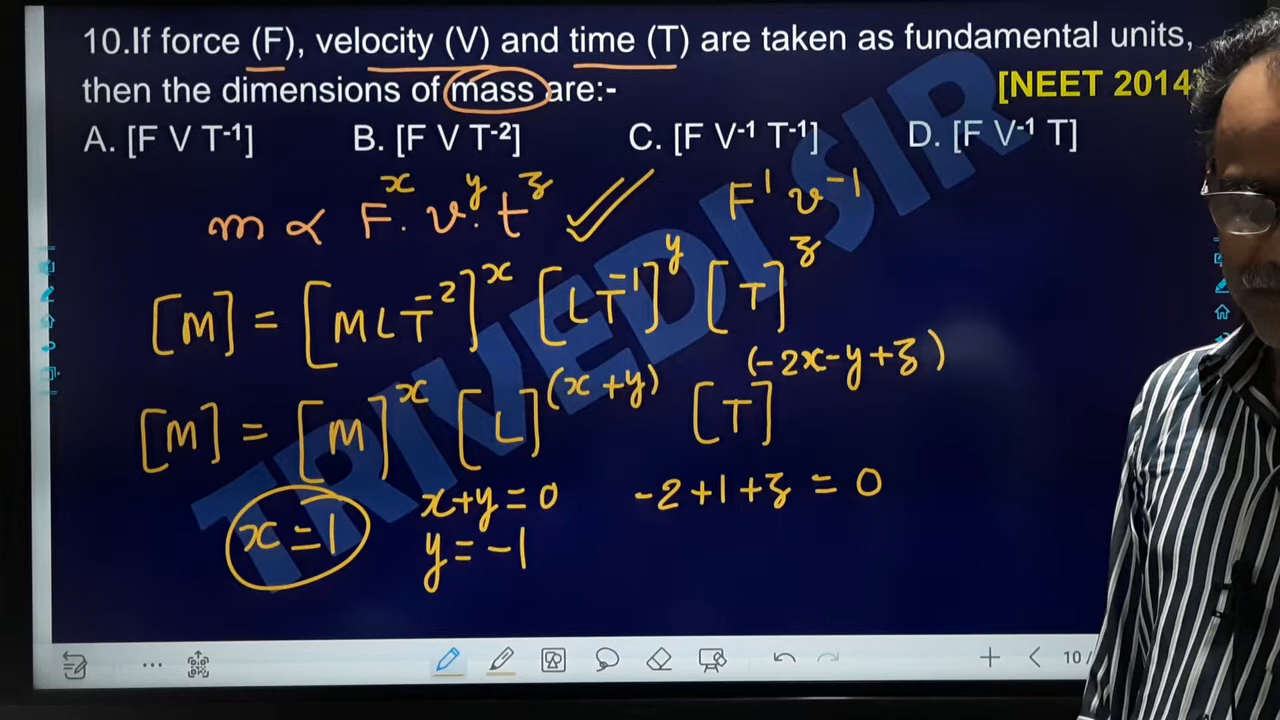 10.If force (F), velocity (V) and time (T) are taken as fundamental units,
then the dimensions of mass are:-
[NEET 2014]
A. [F V T⁻¹] B. [F V T⁻²] C. [F V⁻¹ T⁻¹] D. [F V⁻¹ T]
m ∝ Fˣ · vʸ · tᶻ F¹ v⁻¹
[M] = [MLT⁻²]ˣ [LT⁻¹]ʸ [T]ᶻ
[M] = [M]ˣ [L]⁽ˣ⁺ʸ⁾ [T]^(-2x-y+z)
x = 1 x+y = 0 -2+1+z = 0
y = -1
TRIVEDI SIR
10 /